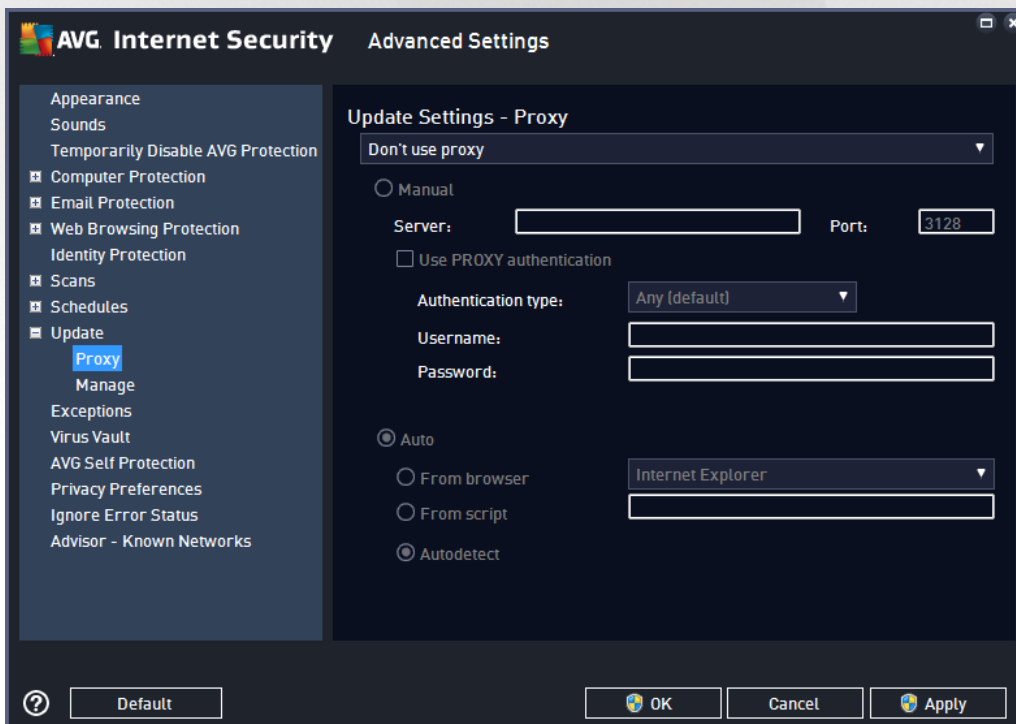 AVG. Internet Security Advanced Settings
Appearance
Sounds
Temporarily Disable AVG Protection
Computer Protection
Email Protection
Web Browsing Protection
Identity Protection
Scans
Schedules
Update
Proxy
Manage
Exceptions
Virus Vault
AVG Self Protection
Privacy Preferences
Ignore Error Status
Advisor - Known Networks
Update Settings - Proxy
Don't use proxy
Manual
Server: Port: 3128
Use PROXY authentication
Authentication type: Any (default)
Username:
Password:
Auto
From browser Internet Explorer
From script
Autodetect
? Default OK Cancel Apply